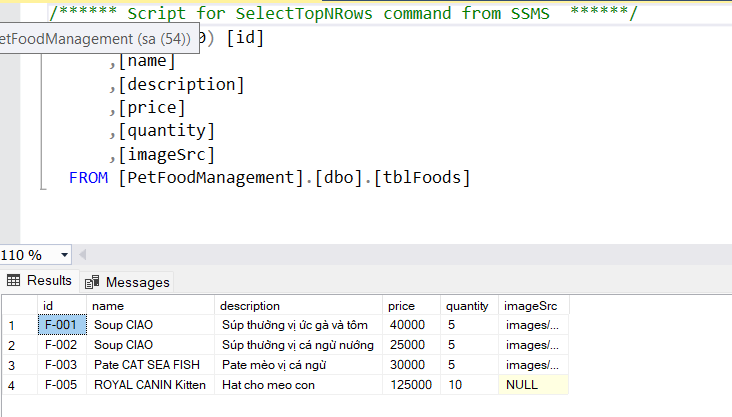 /****** Script for SelectTopNRows command from SSMS ******/
etFoodManagement (sa (54))
0) [id]
,[name]
,[description]
,[price]
,[quantity]
,[imageSrc]
FROM [PetFoodManagement].[dbo].[tblFoods]
110 %
Results Messages
id name description price quantity imageSrc
1 F-001 Soup CIAO Súp thưởng vị ức gà và tôm 40000 5 images/...
2 F-002 Soup CIAO Súp thưởng vị cá ngừ nướng 25000 5 images/...
3 F-003 Pate CAT SEA FISH Pate mèo vị cá ngừ 30000 5 images/...
4 F-005 ROYAL CANIN Kitten Hat cho meo con 125000 10 NULL